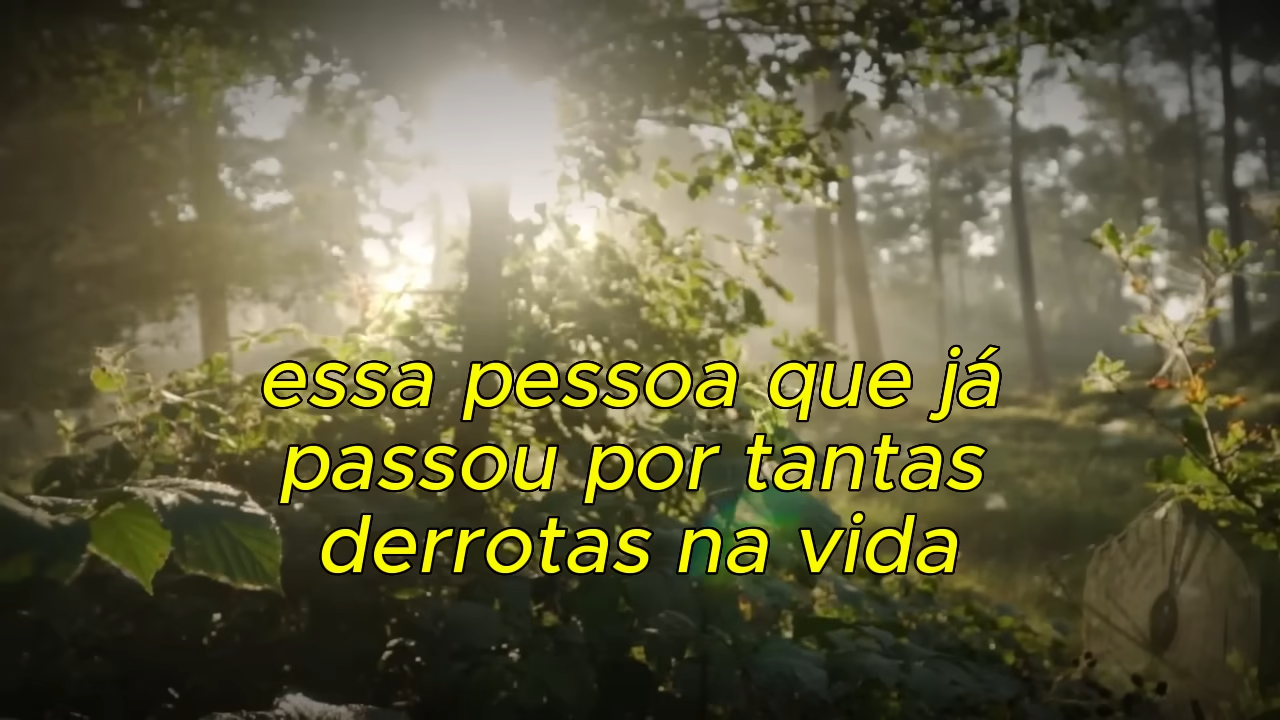 essa pessoa que já
passou por tantas
derrotas na vida